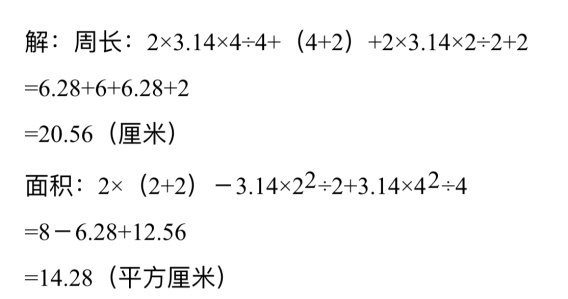 解：周长：2×3.14×4÷4+（4+2）+2×3.14×2÷2+2
=6.28+6+6.28+2
=20.56（厘米）
面积：2×（2+2）－3.14×2²÷2+3.14×4²÷4
=8－6.28+12.56
=14.28（平方厘米）